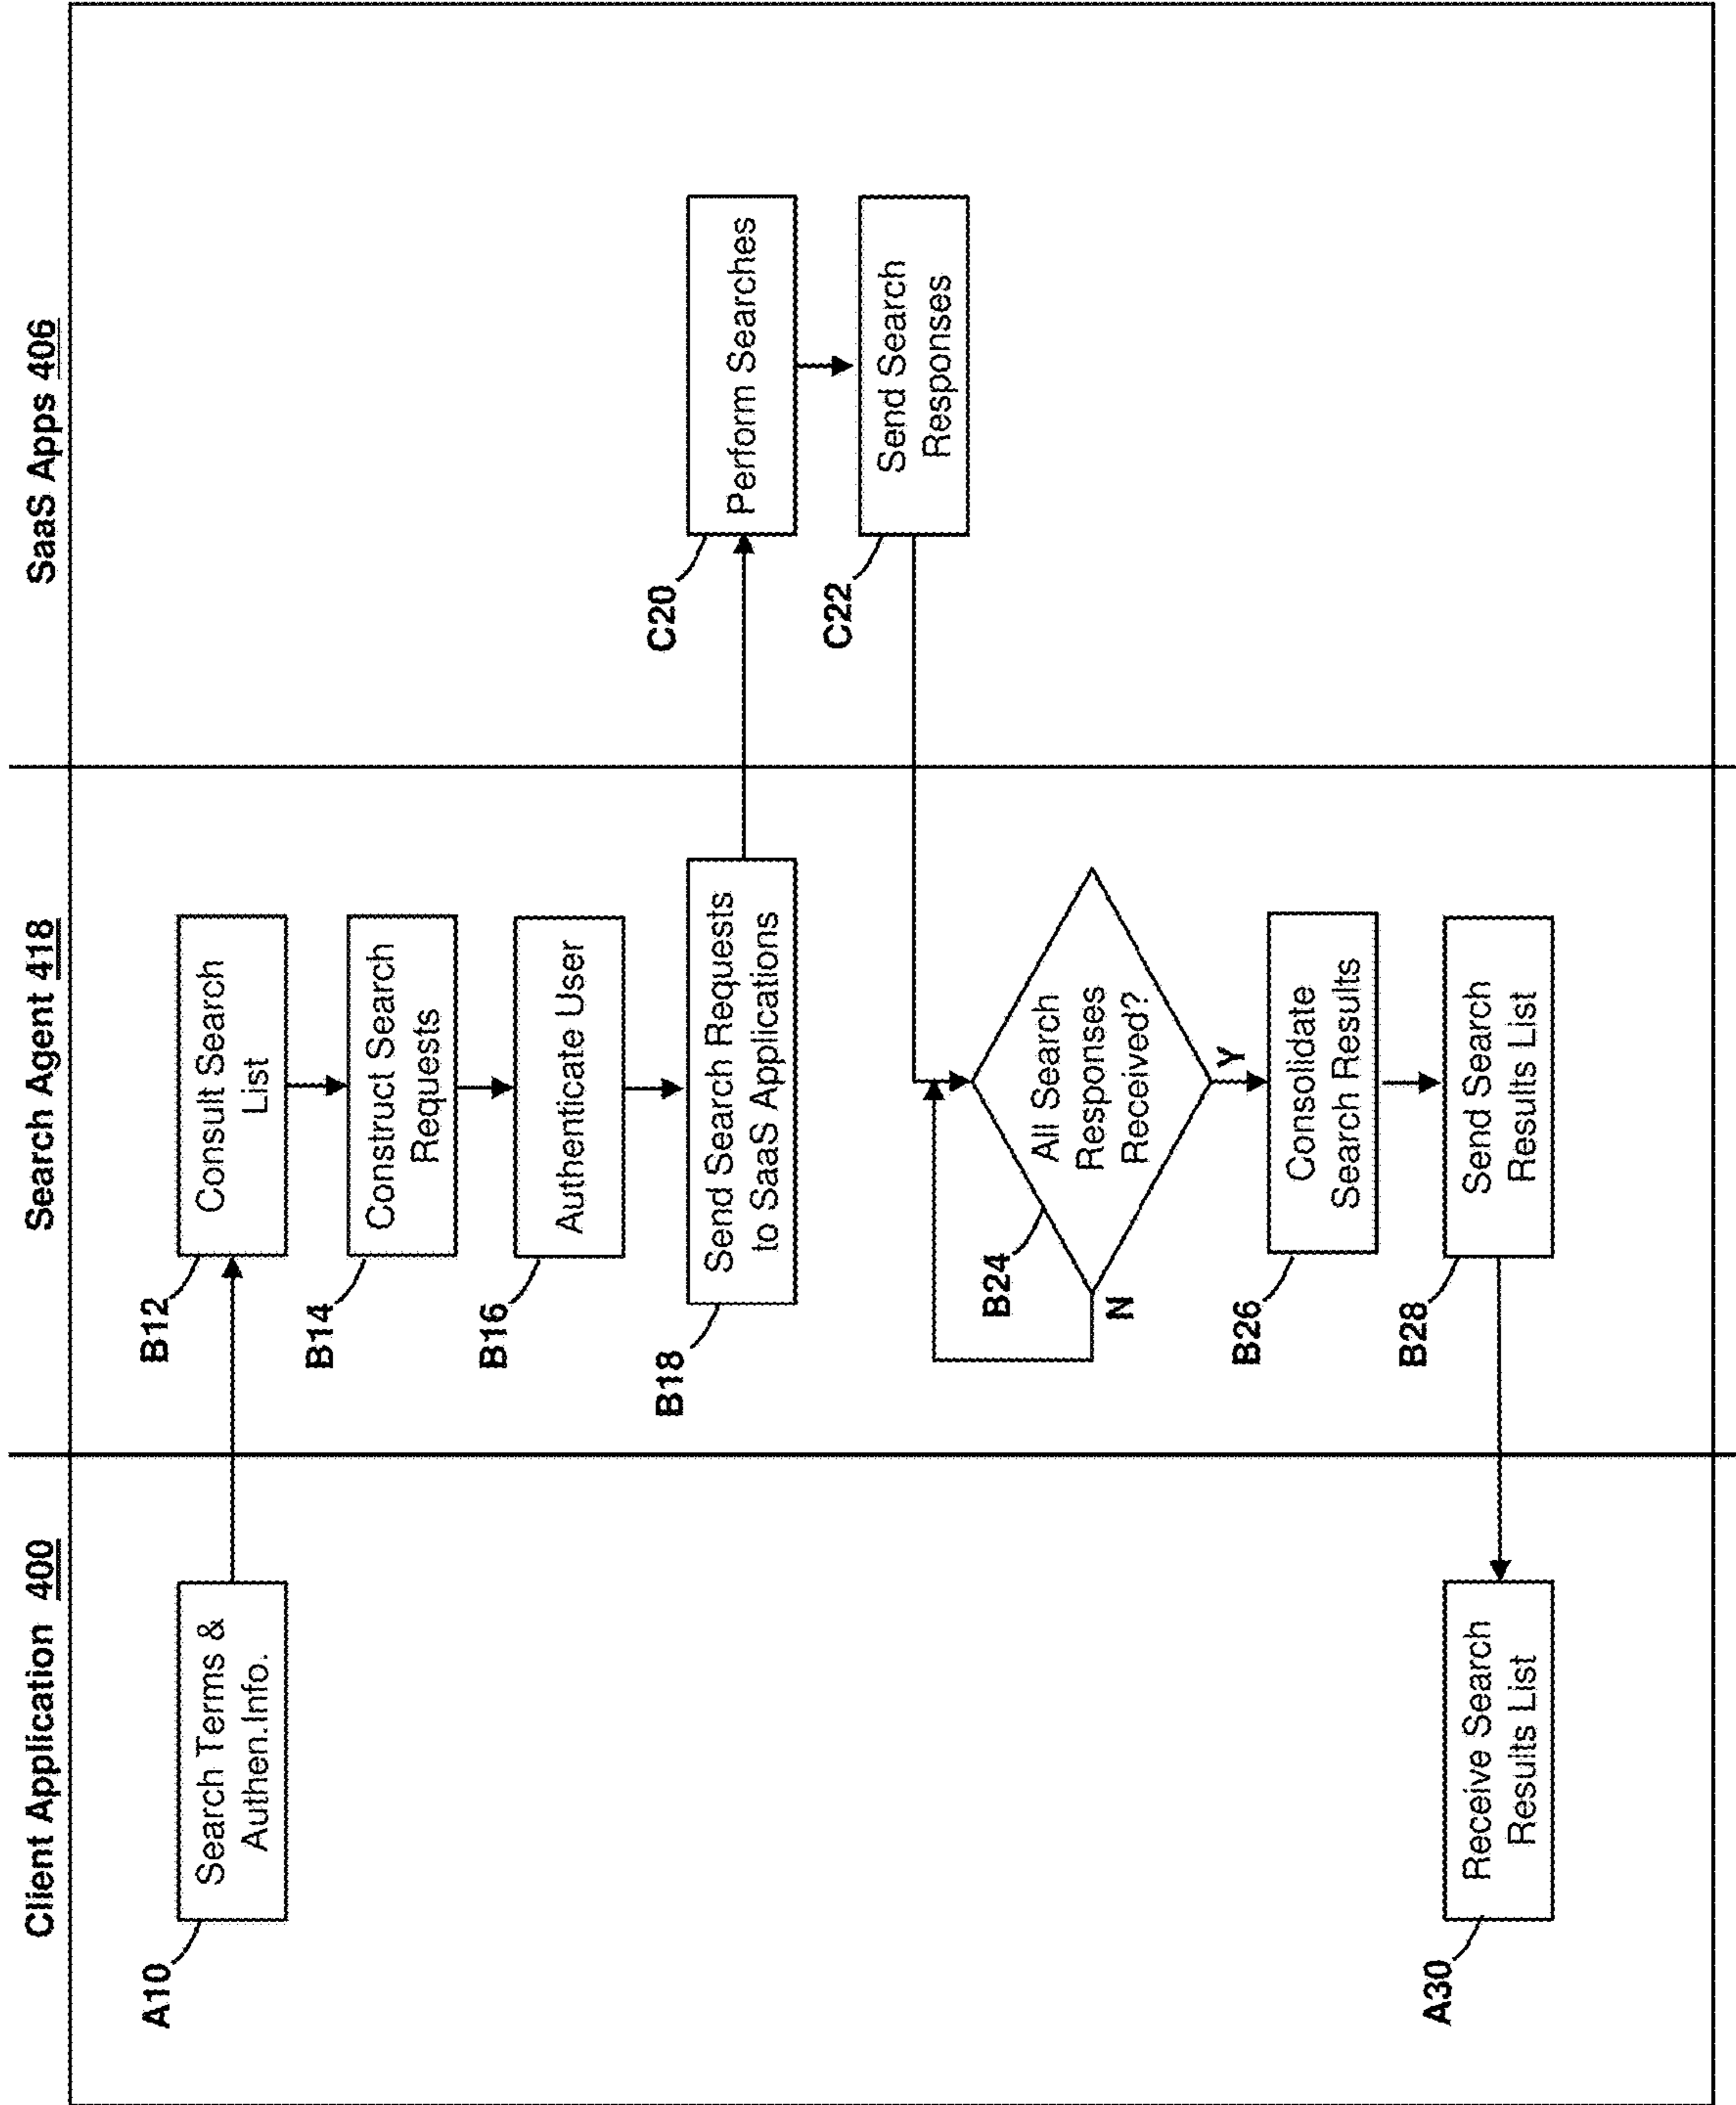 Client Application 400
Search Agent 418
SaaS Apps 406
A10
Search Terms &
Authen.Info.
B12
Consult Search
List
B14
Construct Search
Requests
B16
Authenticate User
B18
Send Search Requests
to SaaS Applications
C20
Perform Searches
C22
Send Search
Responses
B24
All Search
Responses
Received?
N
Y
B26
Consolidate
Search Results
B28
Send Search
Results List
A30
Receive Search
Results List